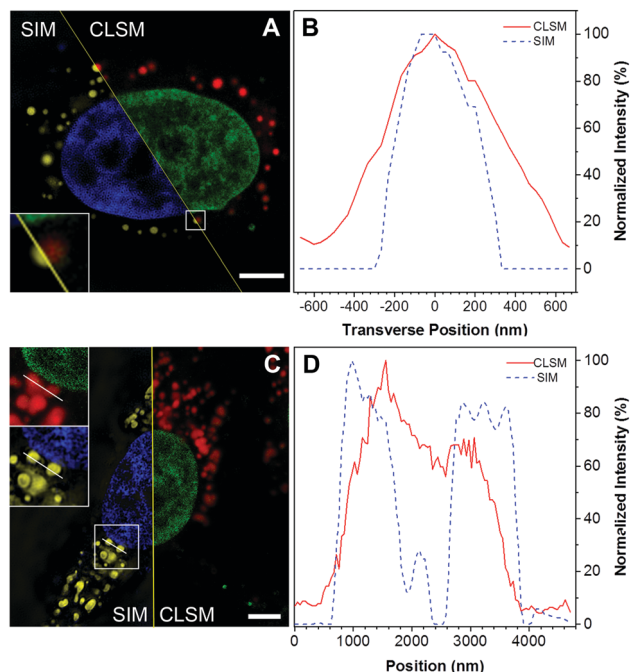 SIM CLSM A
B
CLSM
SIM
100
80
60
40
20
0
Normalized Intensity (%)
-600 -400 -200 0 200 400 600
Transverse Position (nm)
C
SIM CLSM
D
CLSM
SIM
100
80
60
40
20
0
Normalized Intensity (%)
0 1000 2000 3000 4000
Position (nm)